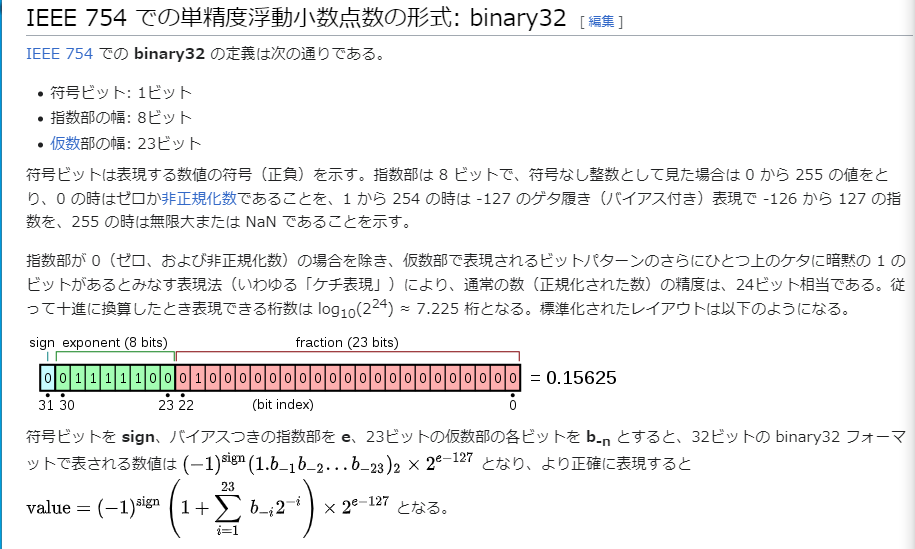 IEEE 754 での単精度浮動小数点数の形式: binary32 [ 編集 ]
IEEE 754 での binary32 の定義は次の通りである。
• 符号ビット: 1ビット
• 指数部の幅: 8ビット
• 仮数部の幅: 23ビット
符号ビットは表現する数値の符号（正負）を示す。指数部は 8 ビットで、符号なし整数として見た場合は 0 から 255 の値をと
り、0 の時はゼロか非正規化数であることを、1 から 254 の時は -127 のゲタ履き（バイアス付き）表現で -126 から 127 の指
数を、255 の時は無限大または NaN であることを示す。
指数部が 0（ゼロ、および非正規化数）の場合を除き、仮数部で表現されるビットパターンのさらにひとつ上のケタに暗黙の 1 の
ビットがあるとみなす表現法（いわゆる「ケチ表現」）により、通常の数（正規化された数）の精度は、24ビット相当である。従
って十進に換算したとき表現できる桁数は log₁₀(2²⁴) ≈ 7.225 桁となる。標準化されたレイアウトは以下のようになる。
sign exponent (8 bits) fraction (23 bits)
0 0 1 1 1 1 1 0 0 0 1 0 0 0 0 0 0 0 0 0 0 0 0 0 0 0 0 0 0 0 0 0 = 0.15625
31 30 23 22 (bit index) 0
符号ビットを sign、バイアスつきの指数部を e、23ビットの仮数部の各ビットを b₋ₙ とすると、32ビットの binary32 フォーマ
ットで表される数値は (−1)^sign (1.b₋₁b₋₂…b₋₂₃)₂ × 2^(e−127) となり、より正確に表現すると
value = (−1)^sign (1 + ∑_{i=1}^{23} b₋ᵢ2^(−i)) × 2^(e−127) となる。